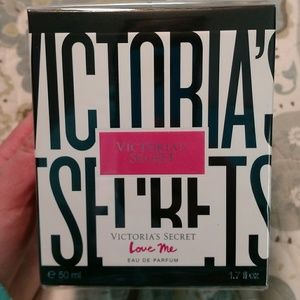 VICTORIA'S
VICTORIA'S
SECRET
SECRETS
VICTORIA'S SECRET
Love Me
EAU DE PARFUM
e 50 ml
1.7 fl oz